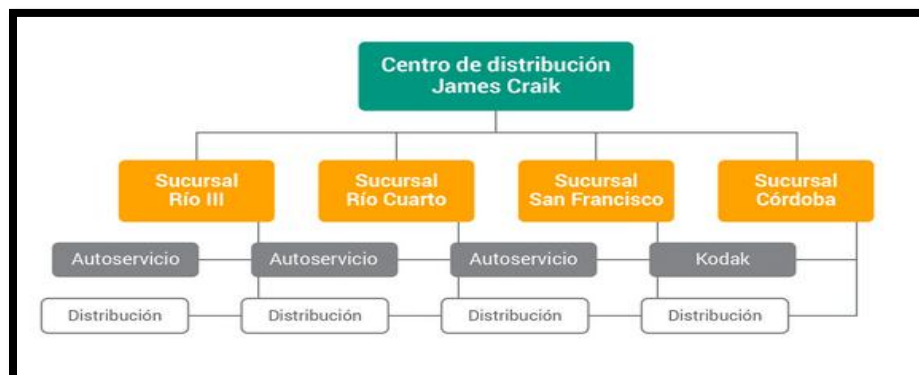 Centro de distribución
James Craik
Sucursal
Río III
Sucursal
Río Cuarto
Sucursal
San Francisco
Sucursal
Córdoba
Autoservicio
Autoservicio
Autoservicio
Kodak
Distribución
Distribución
Distribución
Distribución